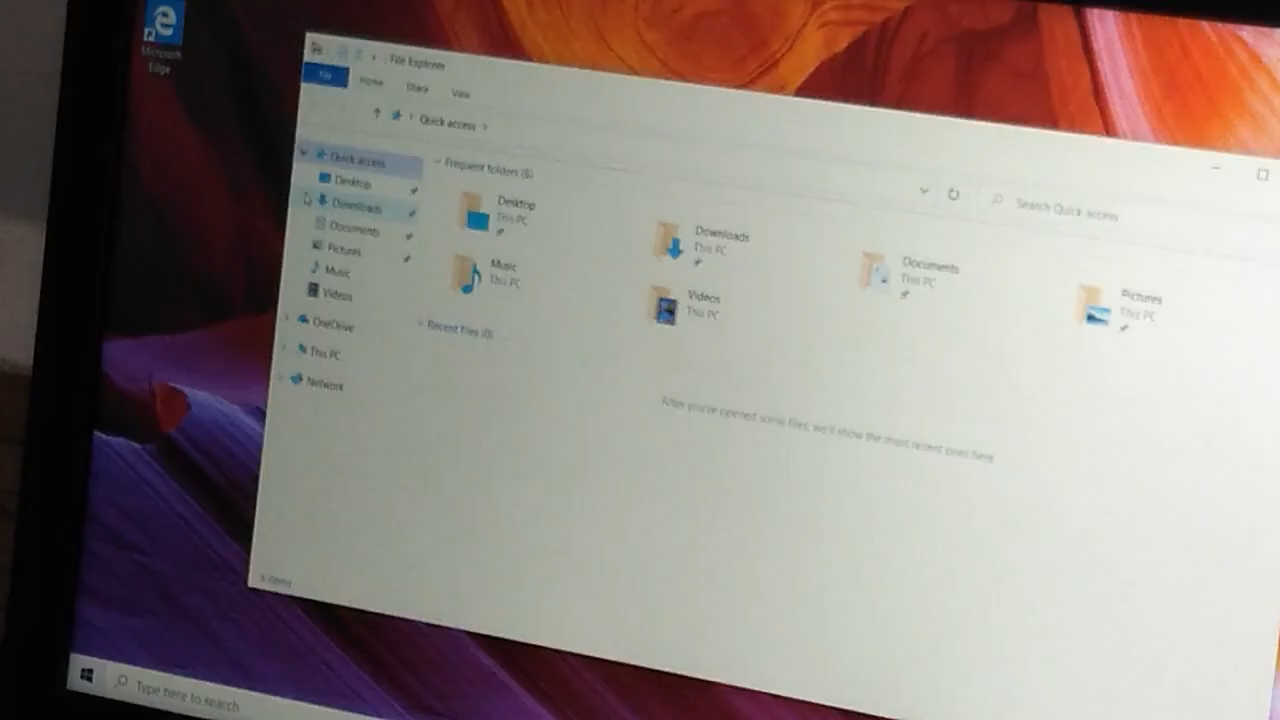 Microsoft
Edge
File Explorer
File Home Share View
Quick access
Search Quick access
Quick access
Desktop
Downloads
Documents
Pictures
Music
Videos
OneDrive
This PC
Network
Frequent folders (6)
Desktop
This PC
Downloads
This PC
Documents
This PC
Pictures
This PC
Music
This PC
Videos
This PC
Recent files (0)
After you've opened some files, we'll show the most recent ones here.
6 items
Type here to search